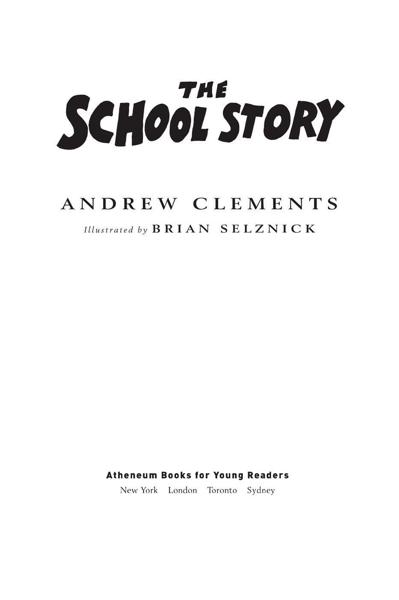 THE
SCHOOL STORY
ANDREW CLEMENTS
Illustrated by BRIAN SELZNICK
Atheneum Books for Young Readers
New York London Toronto Sydney